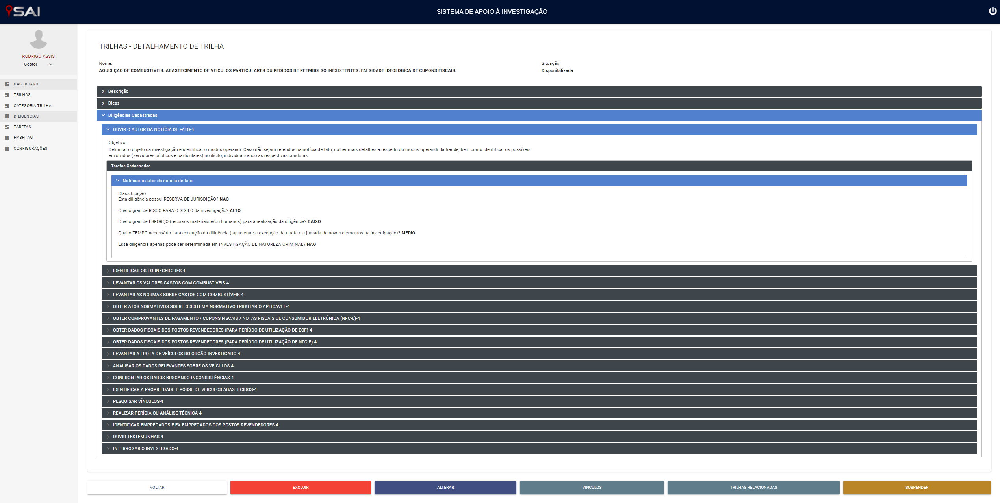 SAI
SISTEMA DE APOIO À INVESTIGAÇÃO
RODRIGO ASSIS
Gestor
DASHBOARD
TRILHAS
CATEGORIA TRILHA
DILIGÊNCIAS
TAREFAS
HASHTAG
CONFIGURAÇÕES
TRILHAS - DETALHAMENTO DE TRILHA
Nome:
AQUISIÇÃO DE COMBUSTÍVEIS. ABASTECIMENTO DE VEÍCULOS PARTICULARES OU PEDIDOS DE REEMBOLSO INEXISTENTES. FALSIDADE IDEOLÓGICA DE CUPONS FISCAIS.
Situação:
Disponibilizada
Descrição
Dicas
Diligências Cadastradas
OUVIR O AUTOR DA NOTÍCIA DE FATO-4
Objetivo:
Delimitar o objeto da investigação e identificar o modus operandi. Caso não sejam referidos na notícia de fato, colher mais detalhes a respeito do modus operandi da fraude, bem como identificar os possíveis
envolvidos (servidores públicos e particulares) no ilícito, individualizando as respectivas condutas.
Tarefas Cadastradas
Notificar o autor da notícia de fato
Classificação:
Esta diligência possui RESERVA DE JURISDIÇÃO? NAO
Qual o grau de RISCO PARA O SIGILO da investigação? ALTO
Qual o grau de ESFORÇO (recursos materiais e/ou humanos) para a realização da diligência? BAIXO
Qual o TEMPO necessário para execução da diligência (lapso entre a execução da tarefa e a juntada de novos elementos na investigação)? MEDIO
Essa diligência apenas pode ser determinada em INVESTIGAÇÃO DE NATUREZA CRIMINAL? NAO
IDENTIFICAR OS FORNECEDORES-4
LEVANTAR OS VALORES GASTOS COM COMBUSTÍVEIS-4
LEVANTAR AS NORMAS SOBRE GASTOS COM COMBUSTÍVEIS-4
OBTER ATOS NORMATIVOS SOBRE O SISTEMA NORMATIVO TRIBUTÁRIO APLICÁVEL-4
OBTER COMPROVANTES DE PAGAMENTO / CUPONS FISCAIS / NOTAS FISCAIS DE CONSUMIDOR ELETRÔNICA (NFC-E)-4
OBTER DADOS FISCAIS DOS POSTOS REVENDEDORES (PARA PERÍODO DE UTILIZAÇÃO DE ECF)-4
OBTER DADOS FISCAIS DOS POSTOS REVENDEDORES (PARA PERÍODO DE UTILIZAÇÃO DE NFC-E)-4
LEVANTAR A FROTA DE VEÍCULOS DO ÓRGÃO INVESTIGADO-4
ANALISAR OS DADOS RELEVANTES SOBRE OS VEÍCULOS-4
CONFRONTAR OS DADOS BUSCANDO INCONSISTÊNCIAS-4
IDENTIFICAR A PROPRIEDADE E POSSE DE VEÍCULOS ABASTECIDOS-4
PESQUISAR VÍNCULOS-4
REALIZAR PERÍCIA OU ANÁLISE TÉCNICA-4
IDENTIFICAR EMPREGADOS E EX-EMPREGADOS DOS POSTOS REVENDEDORES-4
OUVIR TESTEMUNHAS-4
INTERROGAR O INVESTIGADO-4
VOLTAR
EXCLUIR
ALTERAR
VINCULOS
TRILHAS RELACIONADAS
SUSPENDER